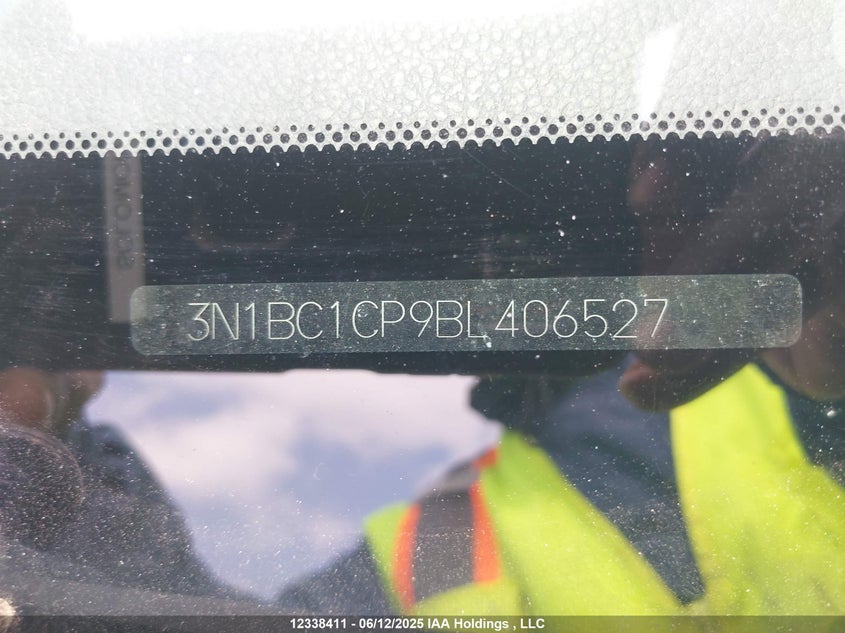 3N1BC1CP9BL406527
12338411 - 06/12/2025 IAA Holdings , LLC